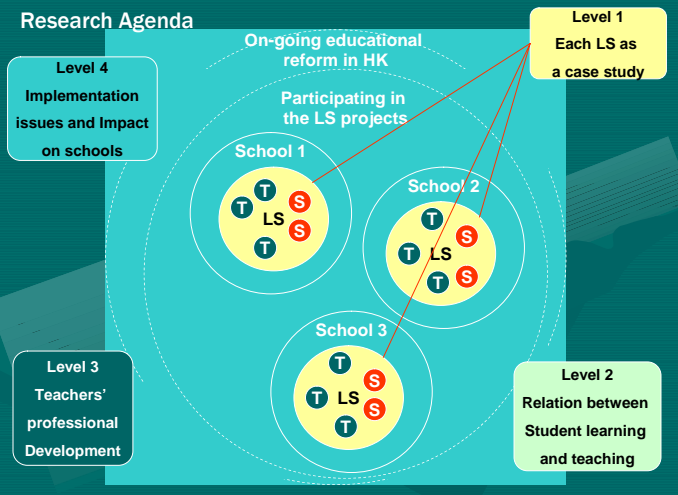 Research Agenda
On-going educational
reform in HK
Level 1
Each LS as
a case study
Level 4
Implementation
issues and Impact
on schools
Participating in
the LS projects
School 1
T
T
S
LS
S
T
School 2
T
S
T
LS
T
S
School 3
T
S
T
LS
S
T
Level 3
Teachers'
professional
Development
Level 2
Relation between
Student learning
and teaching